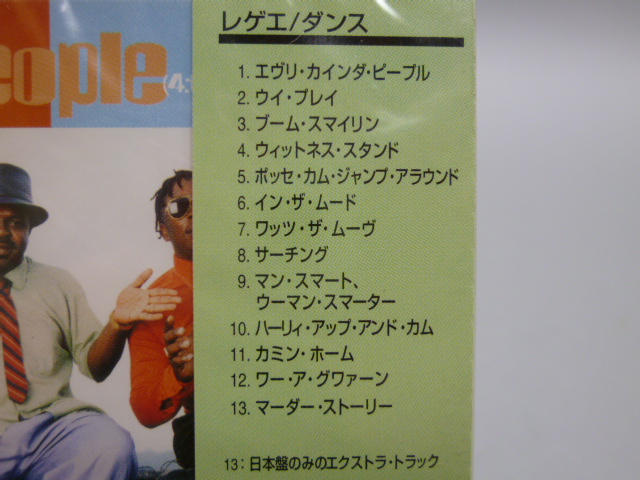 eople
(4:
レゲエ/ダンス
1. エヴリ・カインダ・ピープル
2. ウイ・プレイ
3. ブーム・スマイリン
4. ウィットネス・スタンド
5. ポッセ・カム・ジャンプ・アラウンド
6. イン・ザ・ムード
7. ワッツ・ザ・ムーヴ
8. サーチング
9. マン・スマート、
ウーマン・スマーター
10. ハーリィ・アップ・アンド・カム
11. カミン・ホーム
12. ワー・ア・グワァーン
13. マーダー・ストーリー
13：日本盤のみのエクストラ・トラック